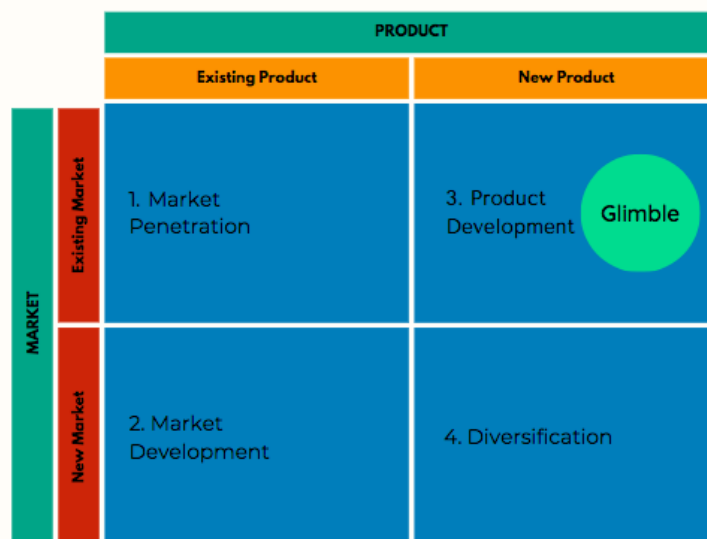 PRODUCT
Existing Product
New Product
MARKET
Existing Market
1. Market
Penetration
3. Product
Development
Glimble
New Market
2. Market
Development
4. Diversification